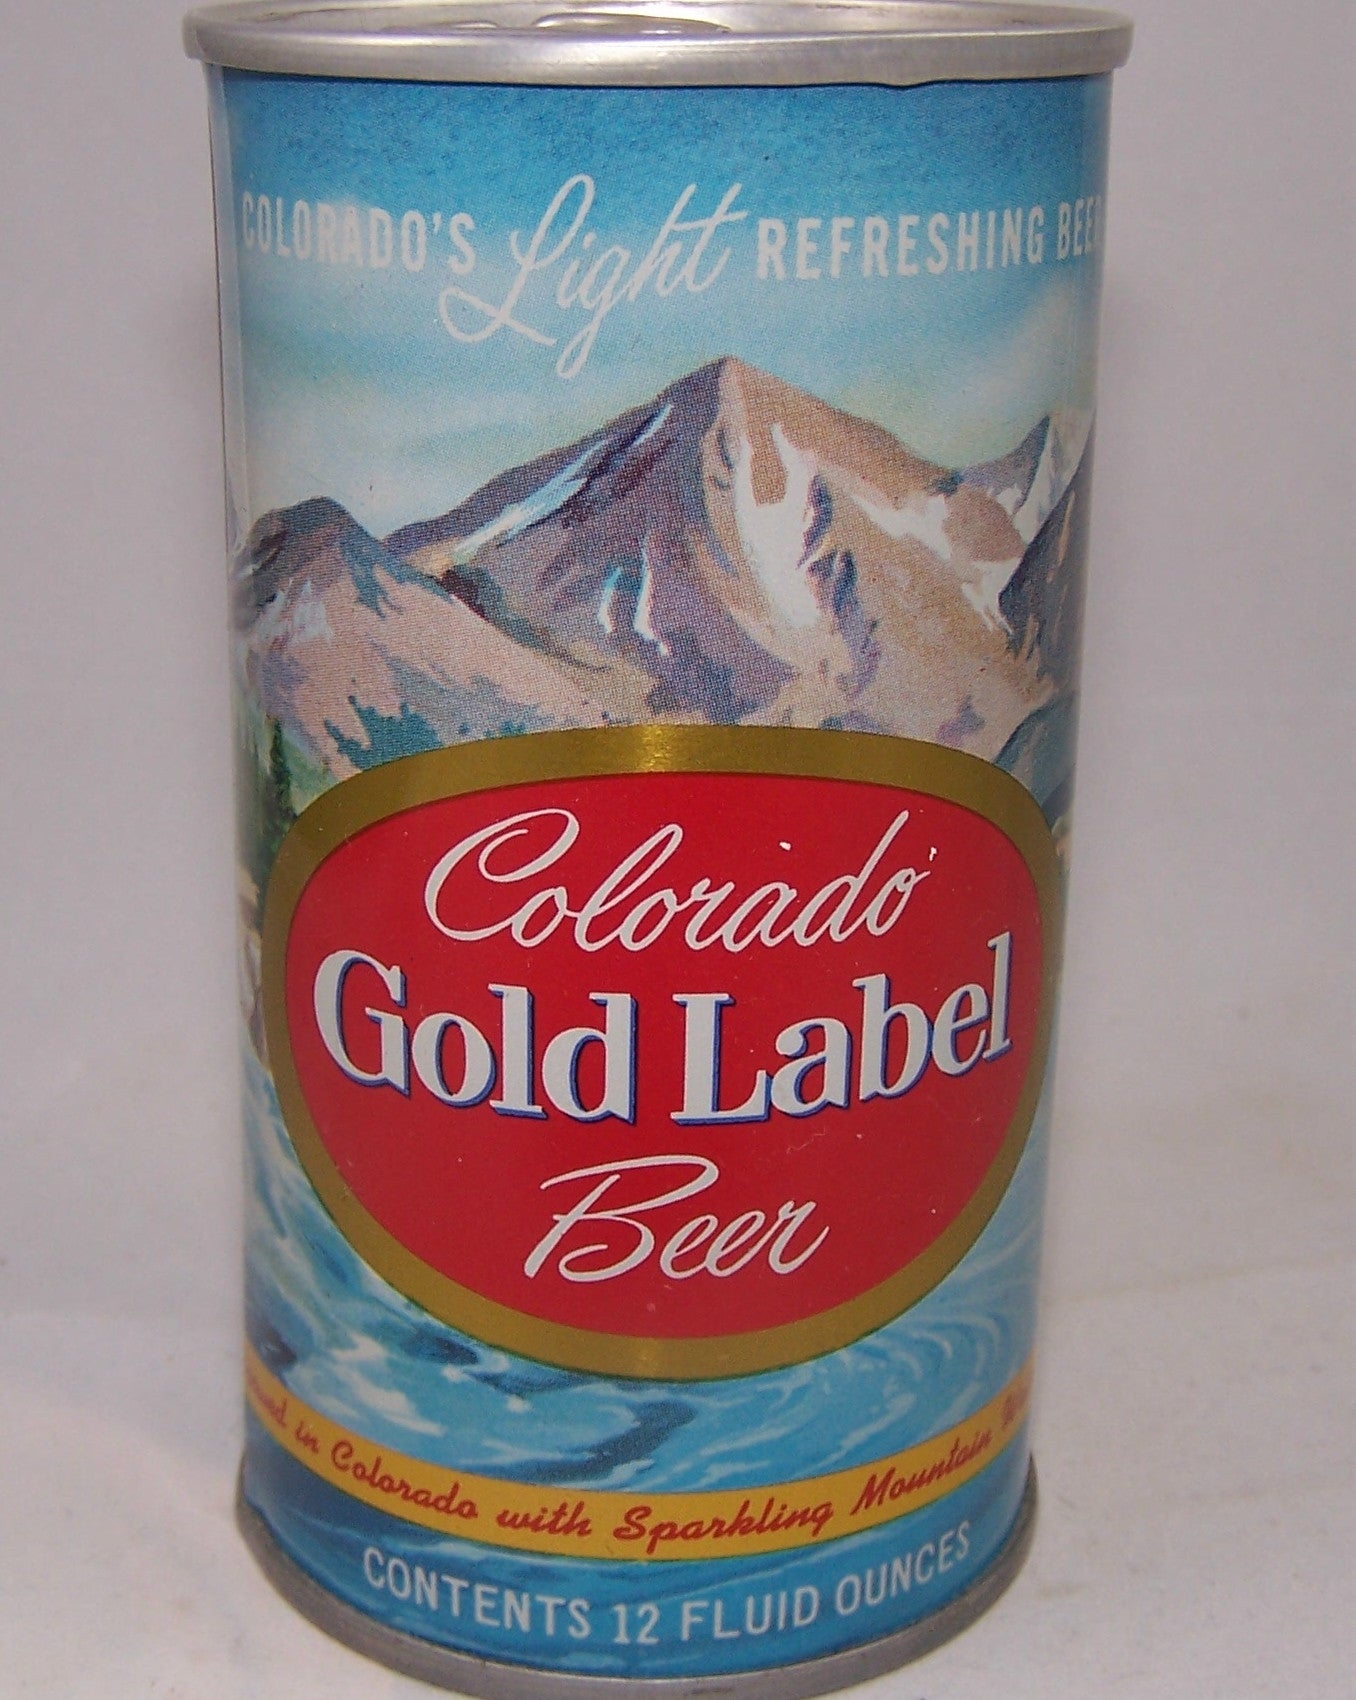 COLORADO'S Light REFRESHING BEER
Colorado
Gold Label
Beer
in Colorado with Sparkling Mountain
CONTENTS 12 FLUID OUNCES